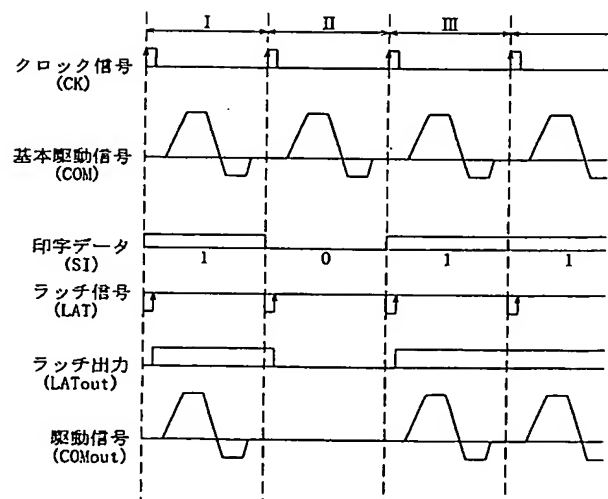 I II III
クロック信号
(CK)
基本駆動信号
(COM)
印字データ
(SI)
1 0 1 1
ラッチ信号
(LAT)
ラッチ出力
(LATout)
駆動信号
(COMout)